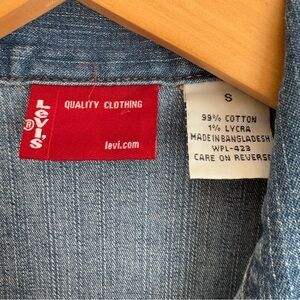 Levi's
®
QUALITY CLOTHING
levi.com
S
99% COTTON
1% LYCRA
MADE IN BANGLADESH
WPL-423
CARE ON REVERSE